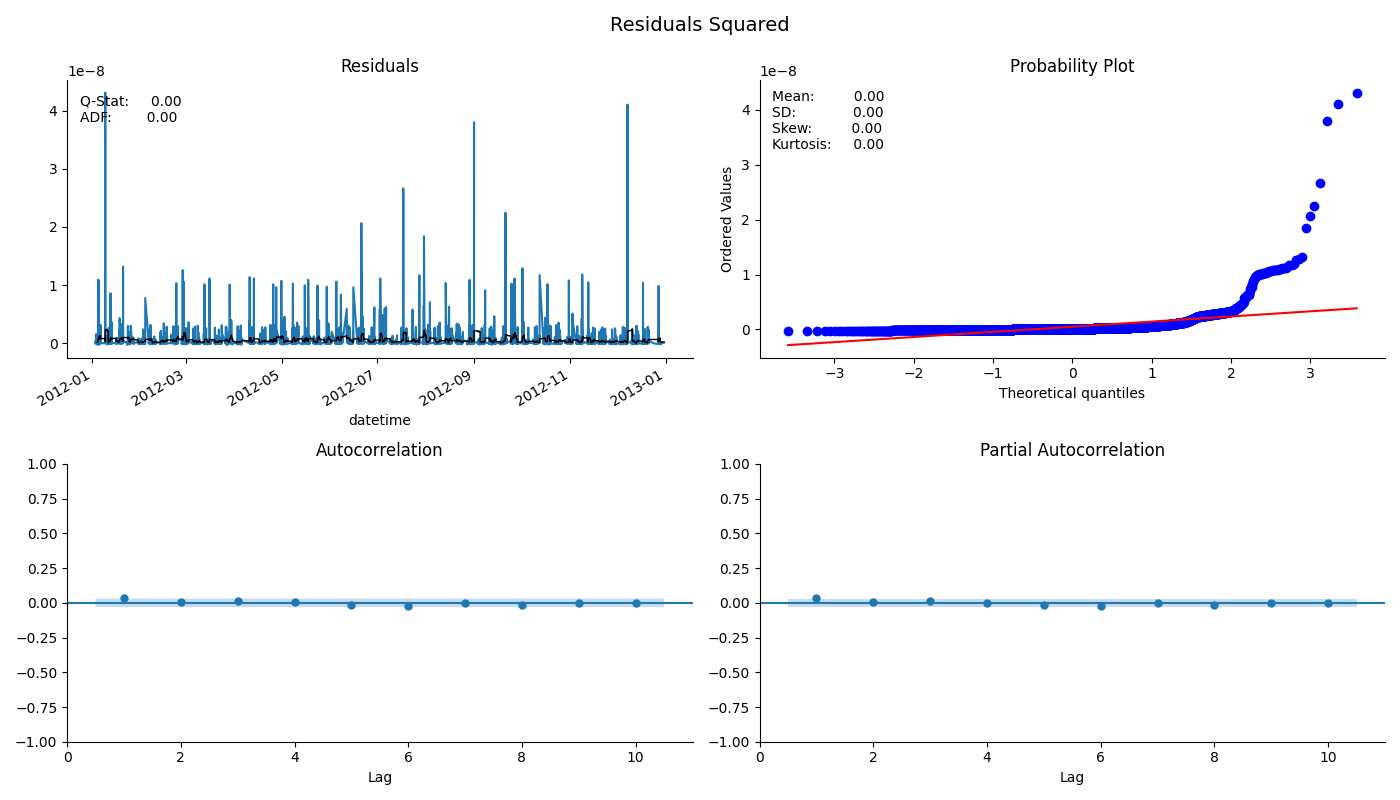 Residuals Squared
Residuals
1e−8
Q-Stat: 0.00
ADF: 0.00
4
3
2
1
0
2012-01
2012-03
2012-05
2012-07
2012-09
2012-11
2013-01
datetime
Probability Plot
1e−8
Mean: 0.00
SD: 0.00
Skew: 0.00
Kurtosis: 0.00
Ordered Values
4
3
2
1
0
−3 −2 −1 0 1 2 3
Theoretical quantiles
Autocorrelation
1.00
0.75
0.50
0.25
0.00
−0.25
−0.50
−0.75
−1.00
0 2 4 6 8 10
Lag
Partial Autocorrelation
1.00
0.75
0.50
0.25
0.00
−0.25
−0.50
−0.75
−1.00
0 2 4 6 8 10
Lag